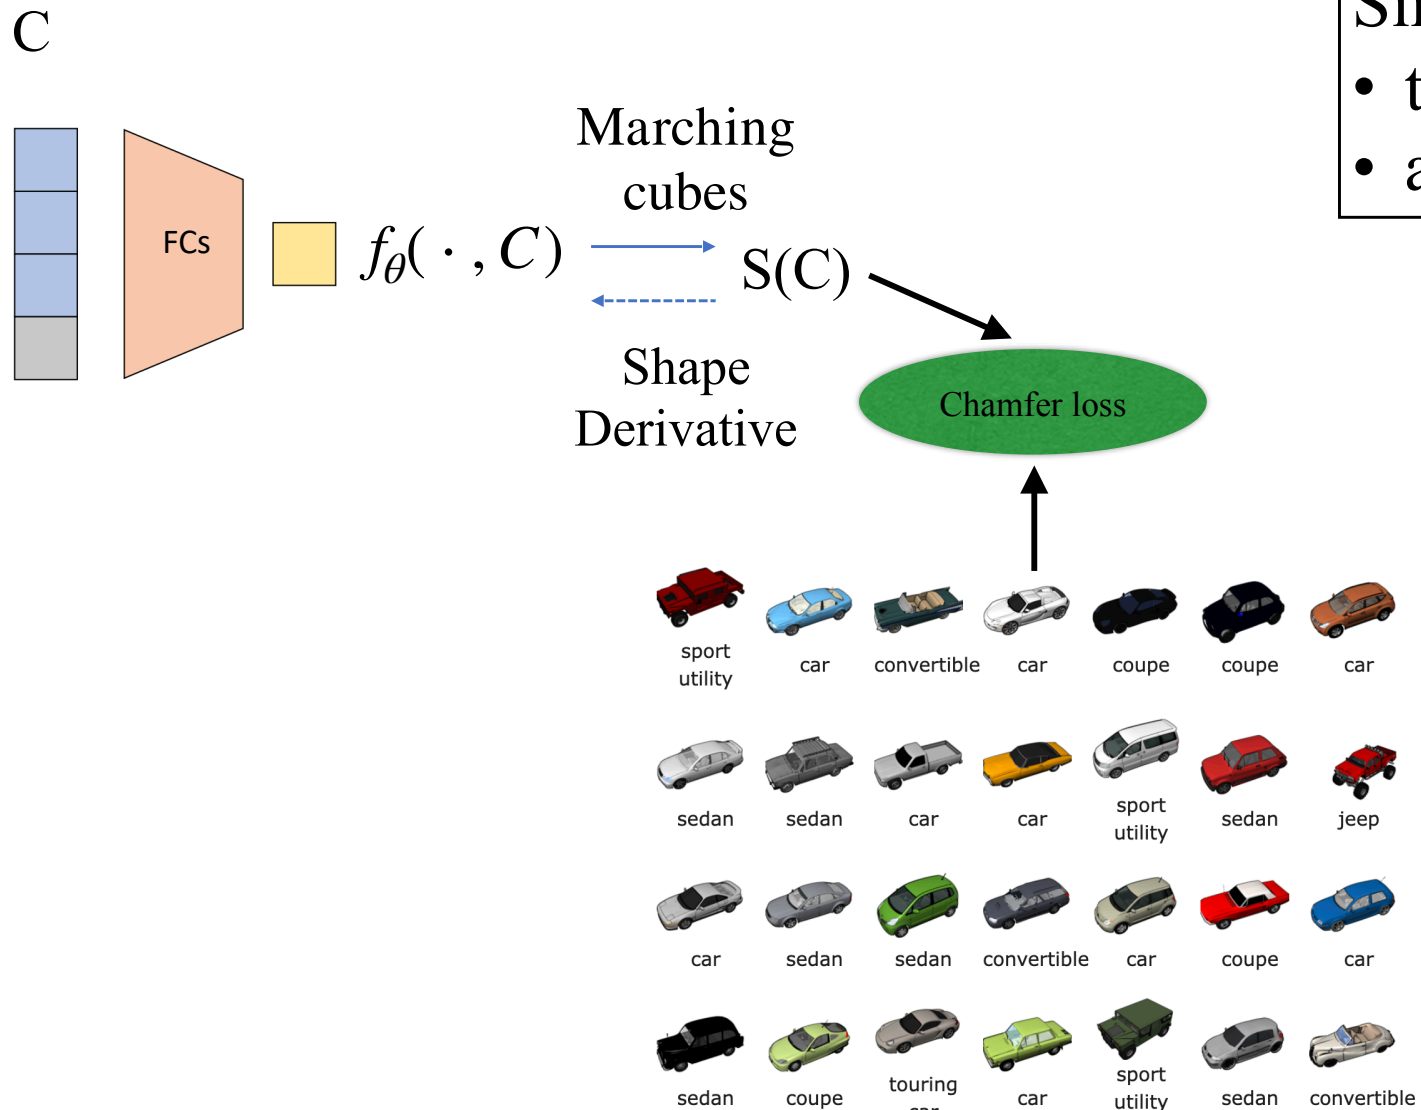 C
FCs
fθ( · , C)
Marching
cubes
S(C)
Shape
Derivative
Chamfer loss
•
•
sport
utility
car
convertible
car
coupe
coupe
car
sedan
sedan
car
car
sport
utility
sedan
jeep
car
sedan
sedan
convertible
car
coupe
car
sedan
coupe
touring
car
car
sport
utility
sedan
convertible